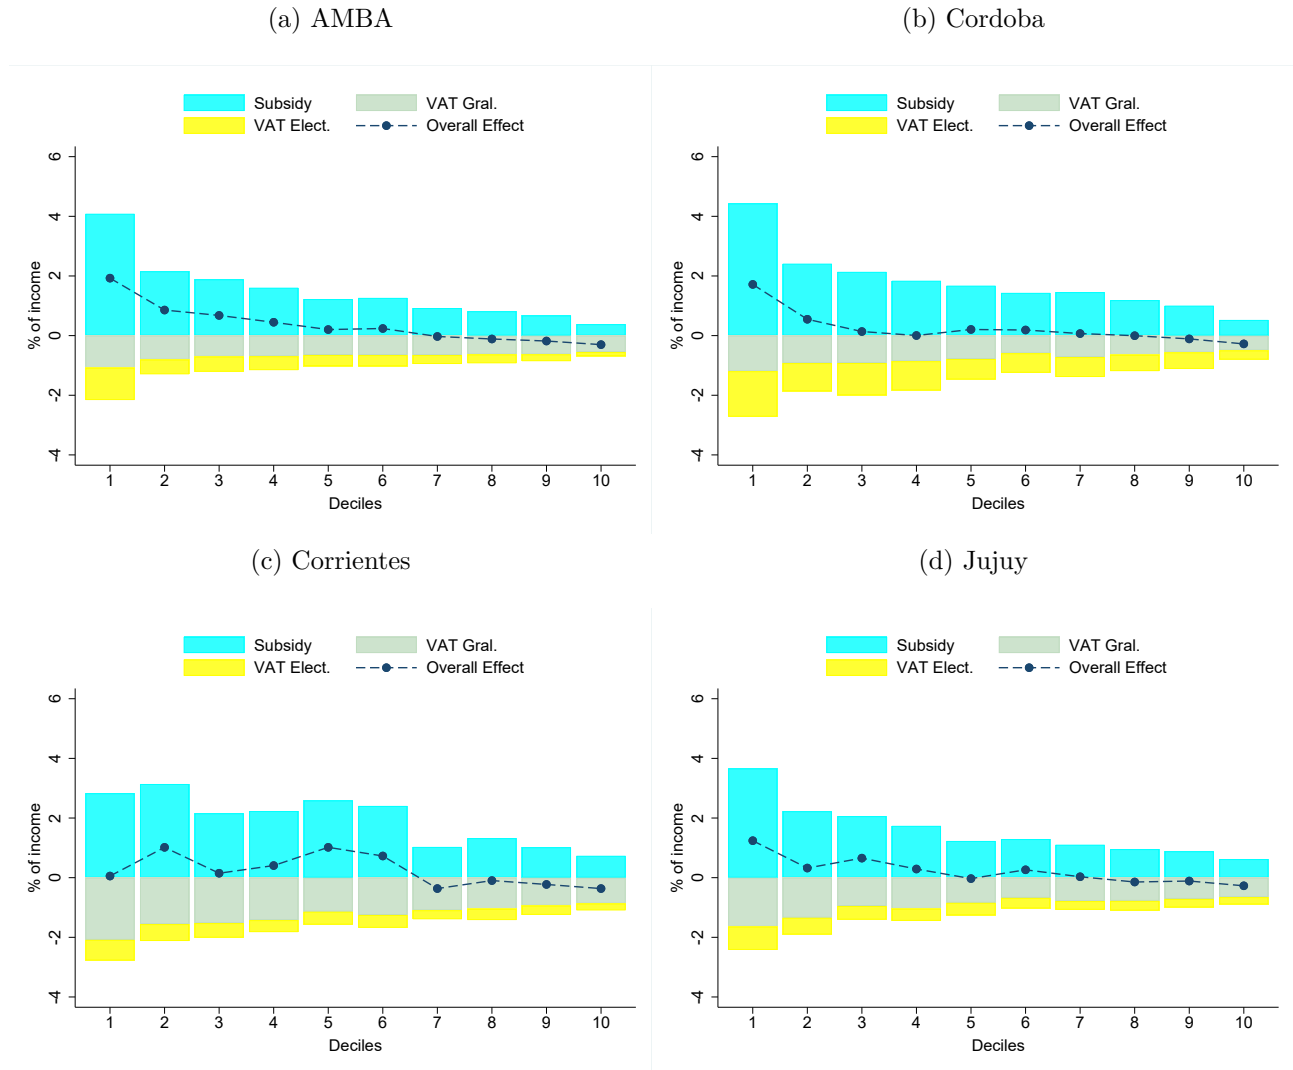 (a) AMBA
Subsidy VAT Gral.
VAT Elect. Overall Effect
6
4
2
0
-2
-4
% of income
1 2 3 4 5 6 7 8 9 10
Deciles
(b) Cordoba
Subsidy VAT Gral.
VAT Elect. Overall Effect
6
4
2
0
-2
-4
% of income
1 2 3 4 5 6 7 8 9 10
Deciles
(c) Corrientes
Subsidy VAT Gral.
VAT Elect. Overall Effect
6
4
2
0
-2
-4
% of income
1 2 3 4 5 6 7 8 9 10
Deciles
(d) Jujuy
Subsidy VAT Gral.
VAT Elect. Overall Effect
6
4
2
0
-2
-4
% of income
1 2 3 4 5 6 7 8 9 10
Deciles